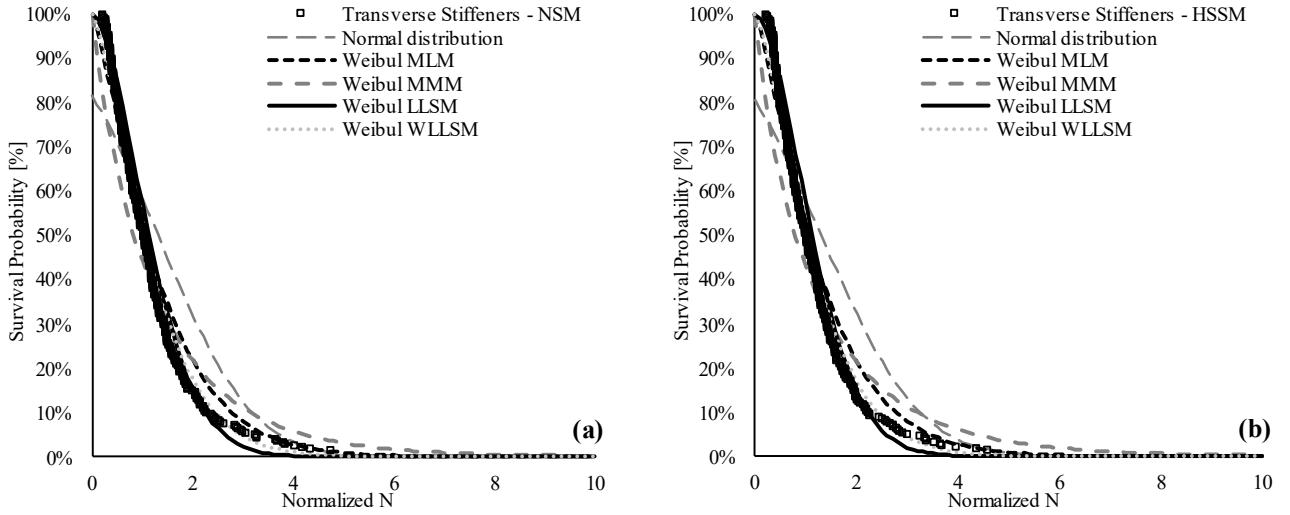 100%
90%
80%
70%
60%
50%
40%
30%
20%
10%
0%
Survival Probability [%]
Transverse Stiffeners - NSM
Normal distribution
Weibul MLM
Weibul MMM
Weibul LLSM
Weibul WLLSM
(a)
0 2 4 6 8 10
Normalized N
100%
90%
80%
70%
60%
50%
40%
30%
20%
10%
0%
Survival Probability [%]
Transverse Stiffeners - HSSM
Normal distribution
Weibul MLM
Weibul MMM
Weibul LLSM
Weibul WLLSM
(b)
0 2 4 6 8 10
Normalized N